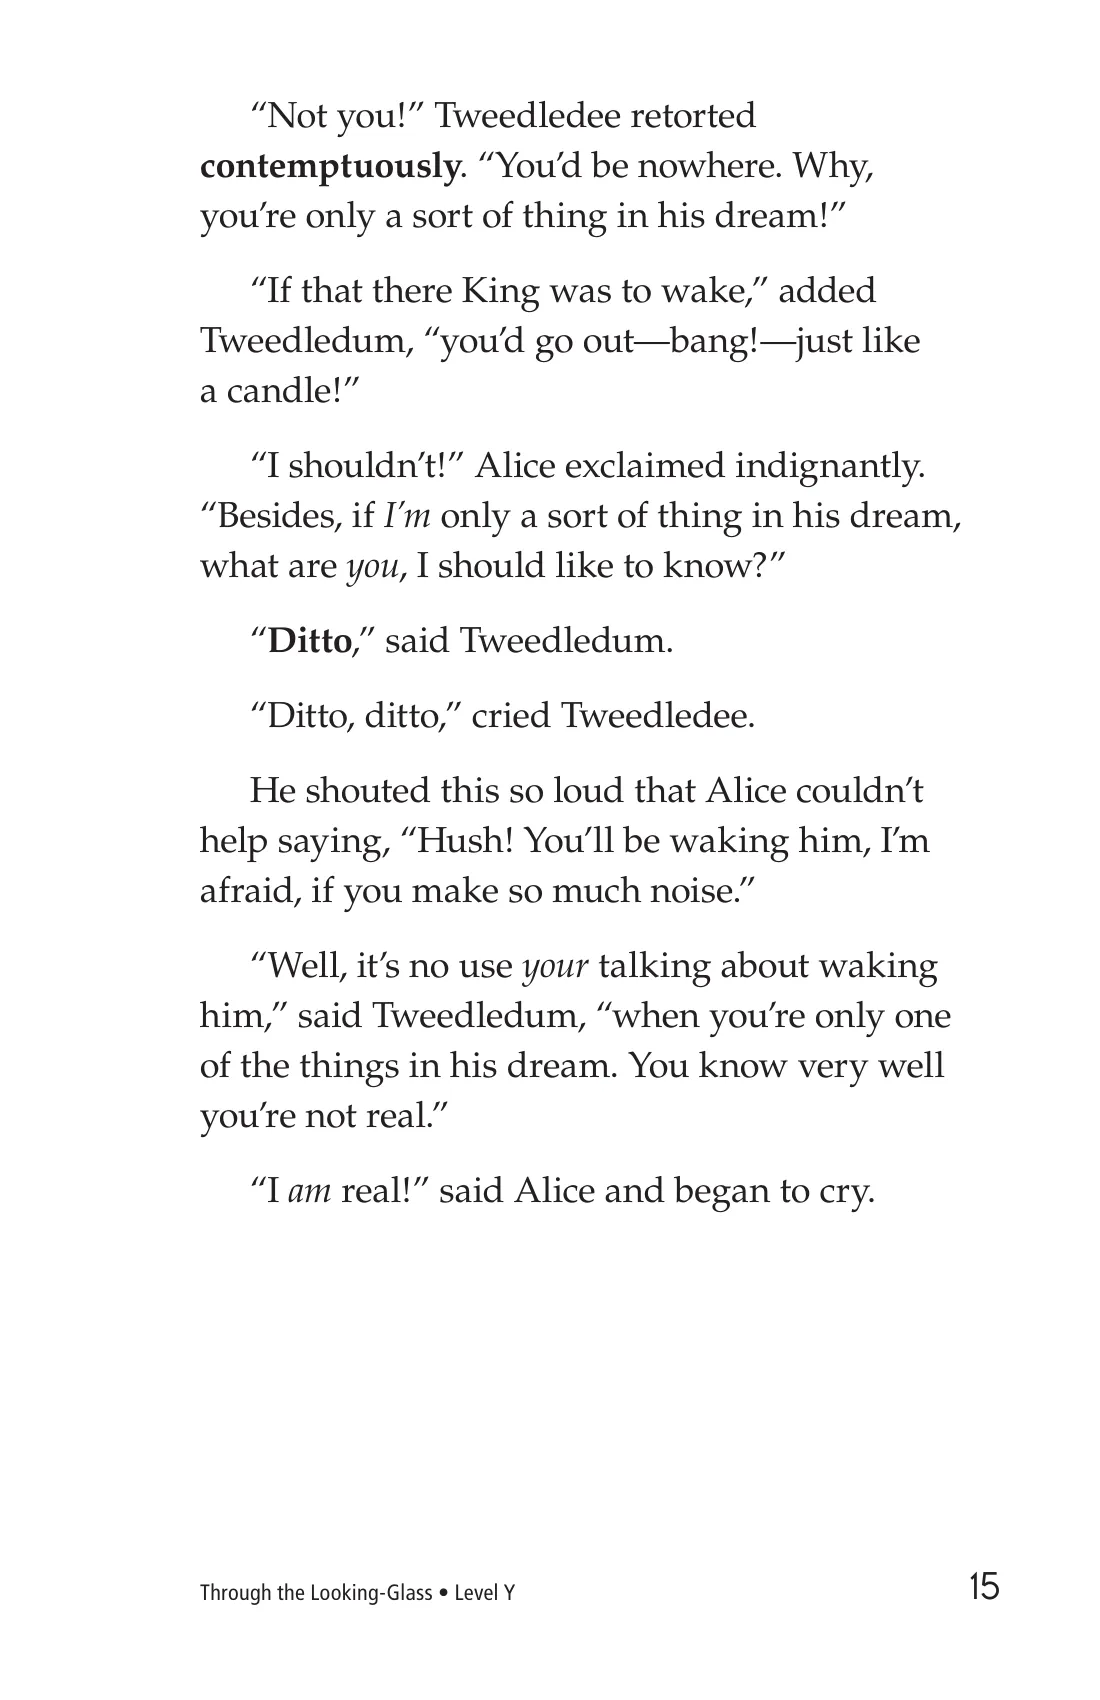 “Not you!” Tweedledee retorted
contemptuously. “You’d be nowhere. Why,
you’re only a sort of thing in his dream!”
“If that there King was to wake,” added
Tweedledum, “you’d go out—bang!—just like
a candle!”
“I shouldn’t!” Alice exclaimed indignantly.
“Besides, if I’m only a sort of thing in his dream,
what are you, I should like to know?”
“Ditto,” said Tweedledum.
“Ditto, ditto,” cried Tweedledee.
He shouted this so loud that Alice couldn’t
help saying, “Hush! You’ll be waking him, I’m
afraid, if you make so much noise.”
“Well, it’s no use your talking about waking
him,” said Tweedledum, “when you’re only one
of the things in his dream. You know very well
you’re not real.”
“I am real!” said Alice and began to cry.
Through the Looking-Glass • Level Y
15